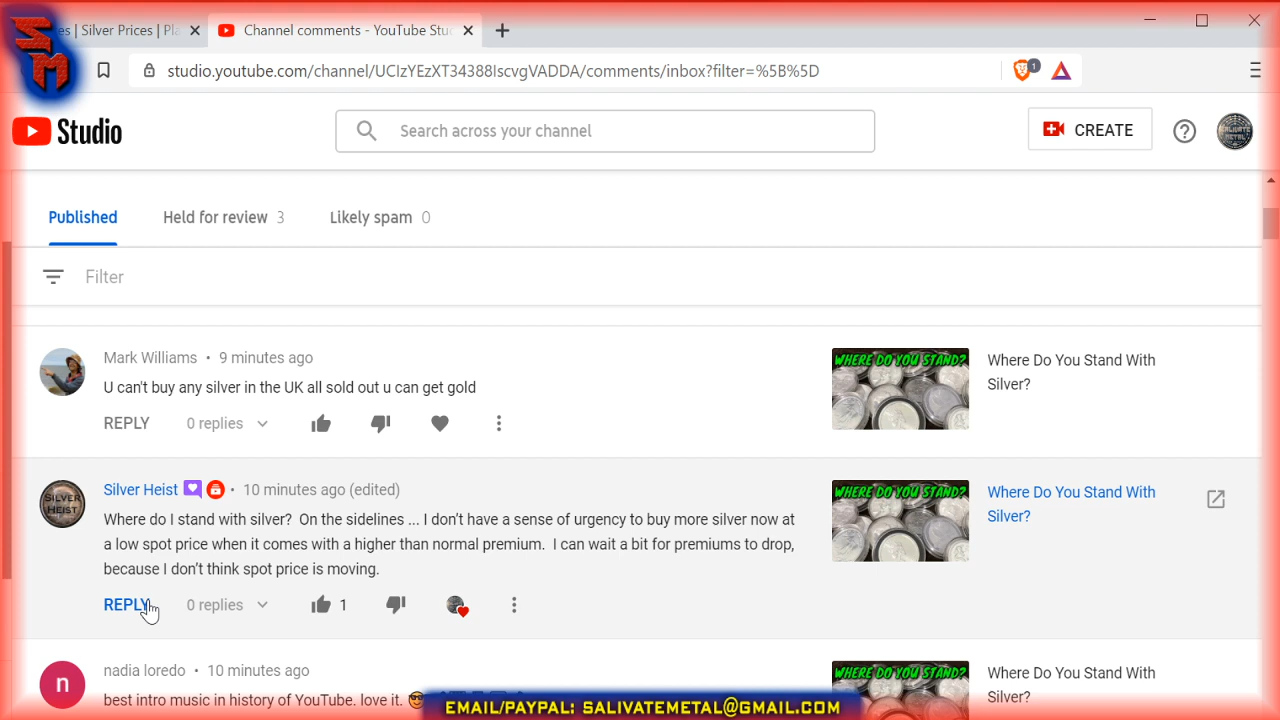 SM
es | Silver Prices | Pla
Channel comments - YouTube Stu
studio.youtube.com/channel/UCIzYEzXT34388IscvgVADDA/comments/inbox?filter=%5B%5D
1
Studio
Search across your channel
CREATE
Published
Held for review 3
Likely spam 0
Filter
Mark Williams • 9 minutes ago
U can't buy any silver in the UK all sold out u can get gold
REPLY
0 replies
WHERE DO YOU STAND?
Where Do You Stand With
Silver?
SILVER
HEIST
Silver Heist • 10 minutes ago (edited)
Where do I stand with silver? On the sidelines ... I don't have a sense of urgency to buy more silver now at
a low spot price when it comes with a higher than normal premium. I can wait a bit for premiums to drop,
because I don't think spot price is moving.
REPLY
0 replies
1
WHERE DO YOU STAND?
Where Do You Stand With
Silver?
n
nadia loredo • 10 minutes ago
best intro music in history of YouTube. love it. 😎
WHERE DO YOU STAND?
Where Do You Stand With
Silver?
EMAIL/PAYPAL: SALIVATEMETAL@GMAIL.COM